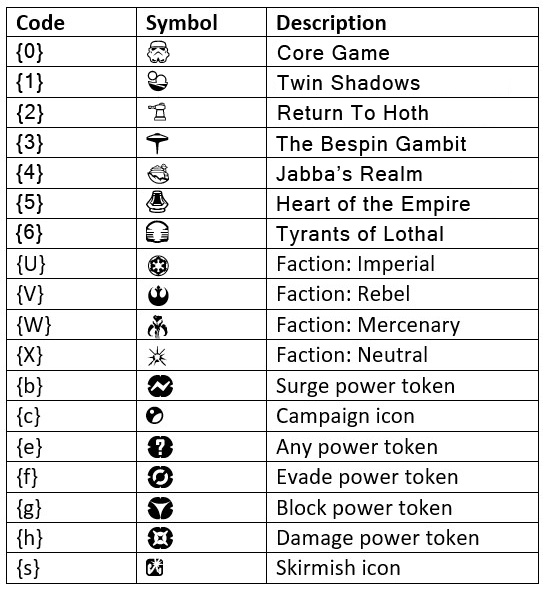 Code Symbol Description
{0} Core Game
{1} Twin Shadows
{2} Return To Hoth
{3} The Bespin Gambit
{4} Jabba’s Realm
{5} Heart of the Empire
{6} Tyrants of Lothal
{U} Faction: Imperial
{V} Faction: Rebel
{W} Faction: Mercenary
{X} Faction: Neutral
{b} Surge power token
{c} Campaign icon
{e} ? Any power token
{f} Evade power token
{g} Block power token
{h} Damage power token
{s} Skirmish icon